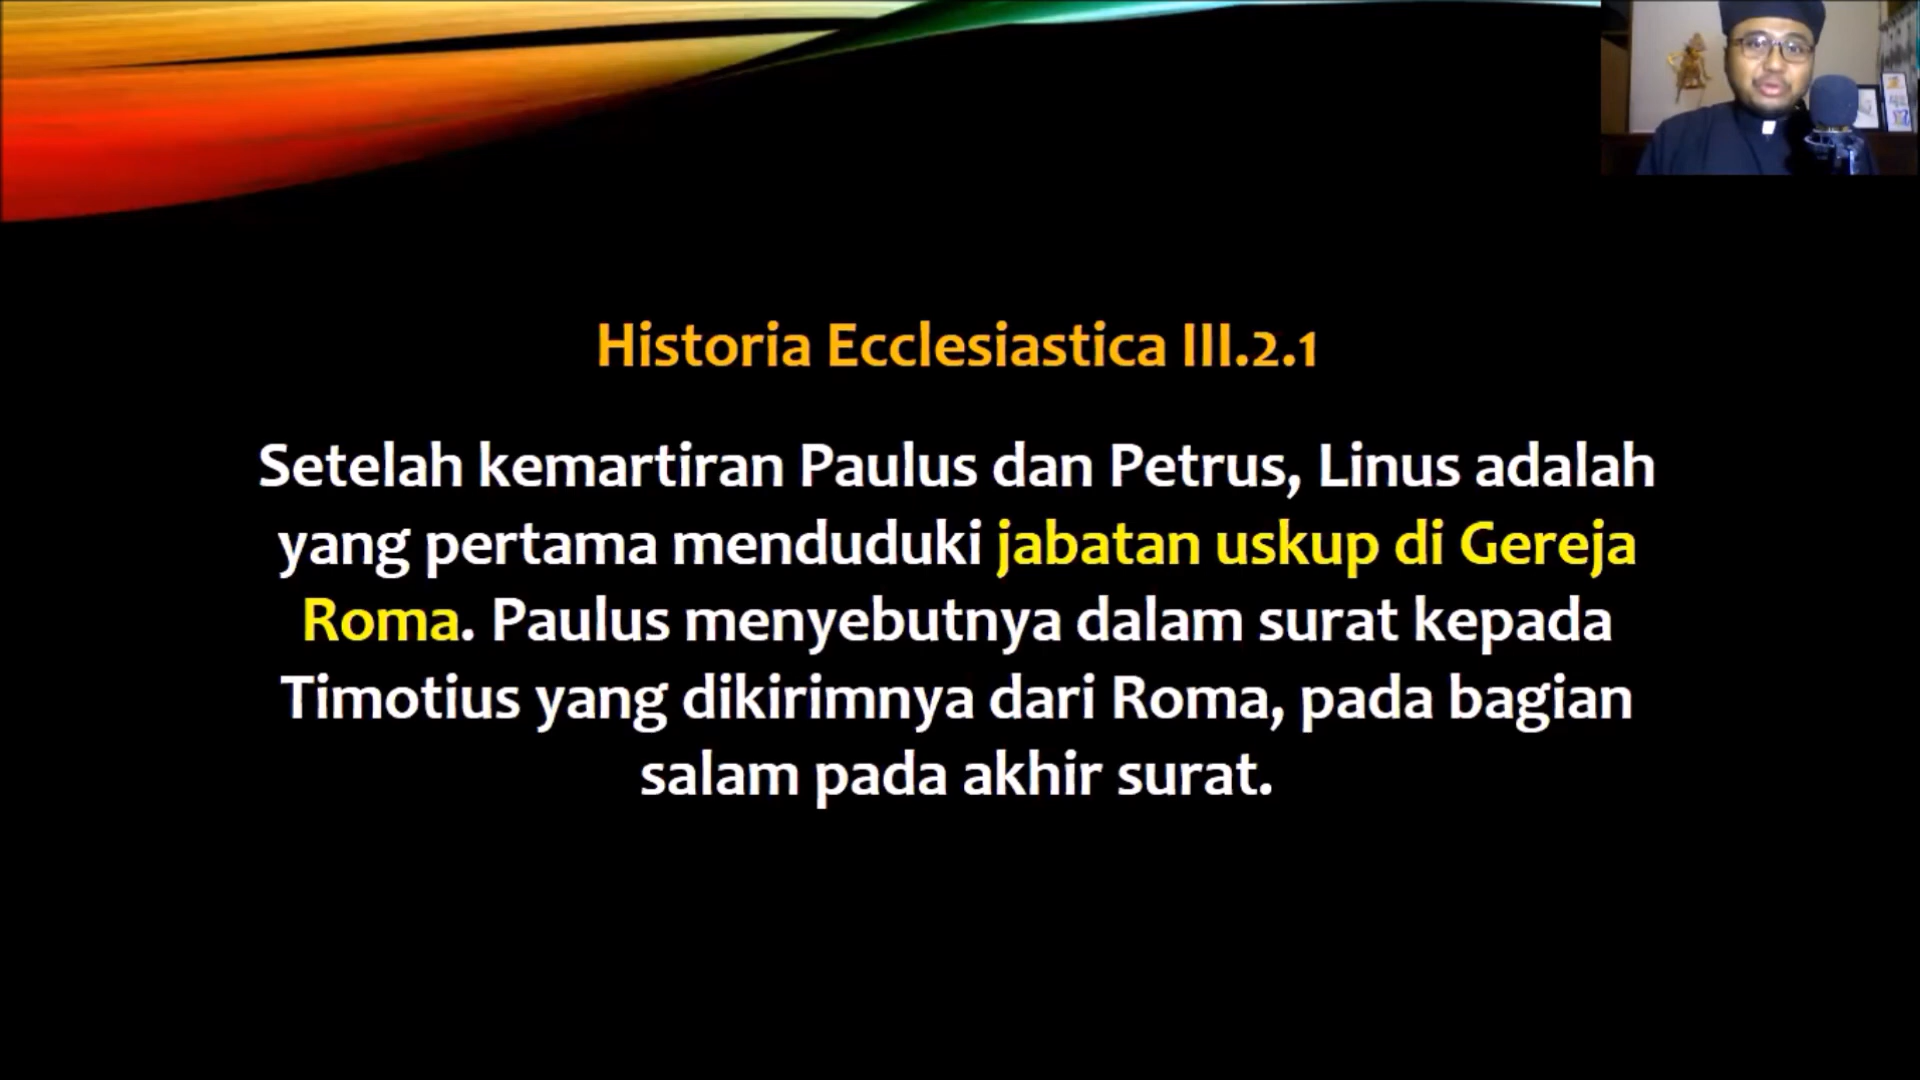 Historia Ecclesiastica III.2.1
Setelah kemartiran Paulus dan Petrus, Linus adalah
yang pertama menduduki jabatan uskup di Gereja
Roma. Paulus menyebutnya dalam surat kepada
Timotius yang dikirimnya dari Roma, pada bagian
salam pada akhir surat.